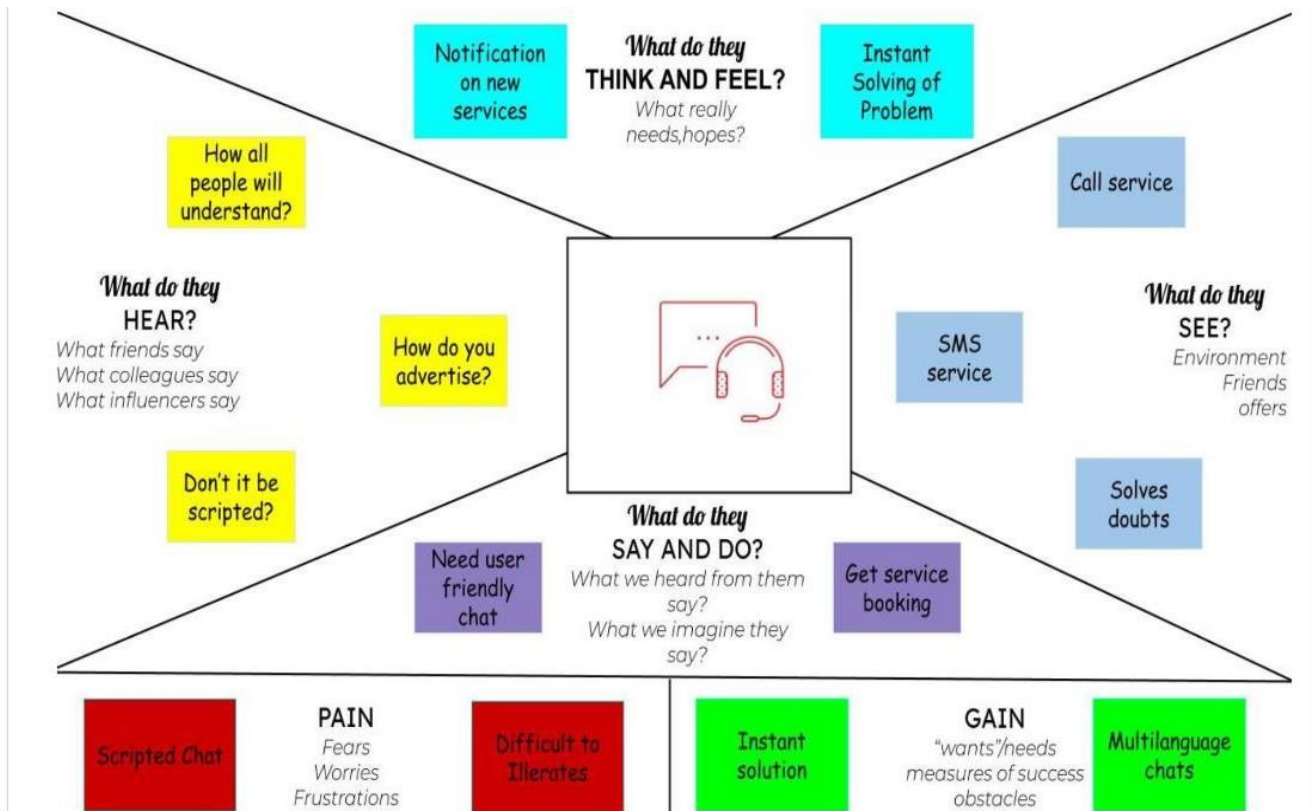 What do they
THINK AND FEEL?
What really
needs,hopes?
Notification
on new
services
Instant
Solving of
Problem
How all
people will
understand?
What do they
HEAR?
What friends say
What colleagues say
What influencers say
How do you
advertise?
Don't it be
scripted?
Call service
SMS
service
What do they
SEE?
Environment
Friends
offers
Solves
doubts
What do they
SAY AND DO?
What we heard from them
say?
What we imagine they
say?
Need user
friendly
chat
Get service
booking
Scripted Chat
PAIN
Fears
Worries
Frustrations
Difficult to
Illerates
Instant
solution
GAIN
"wants"/needs
measures of success
obstacles
Multilanguage
chats